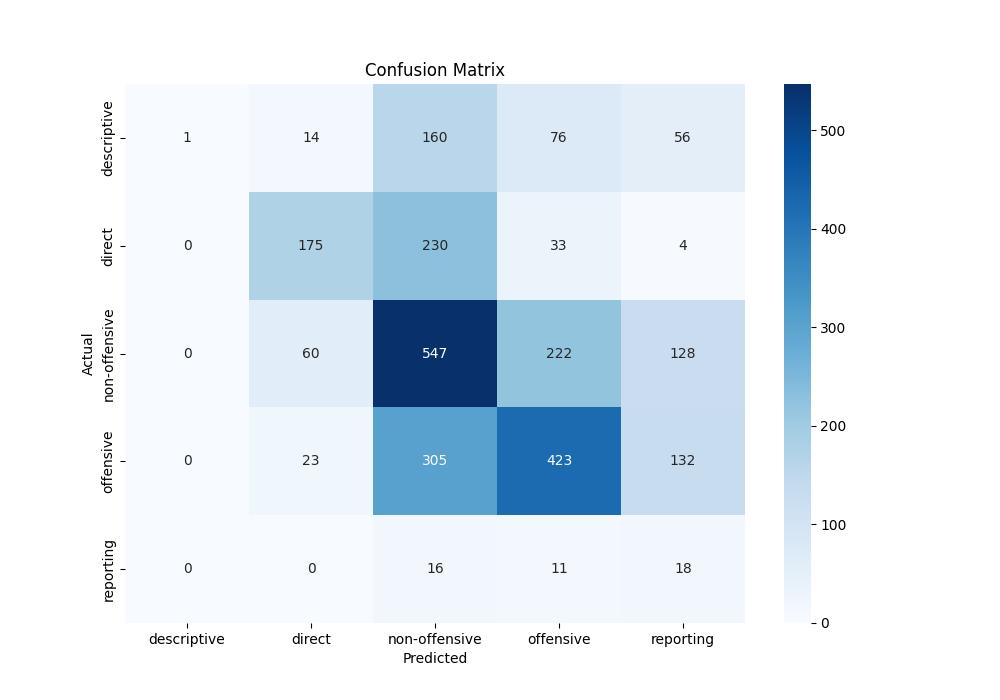 Confusion Matrix
descriptive 1 14 160 76 56
direct 0 175 230 33 4
non-offensive 0 60 547 222 128
offensive 0 23 305 423 132
reporting 0 0 16 11 18
Actual
descriptive direct non-offensive offensive reporting
Predicted
500
400
300
200
100
0